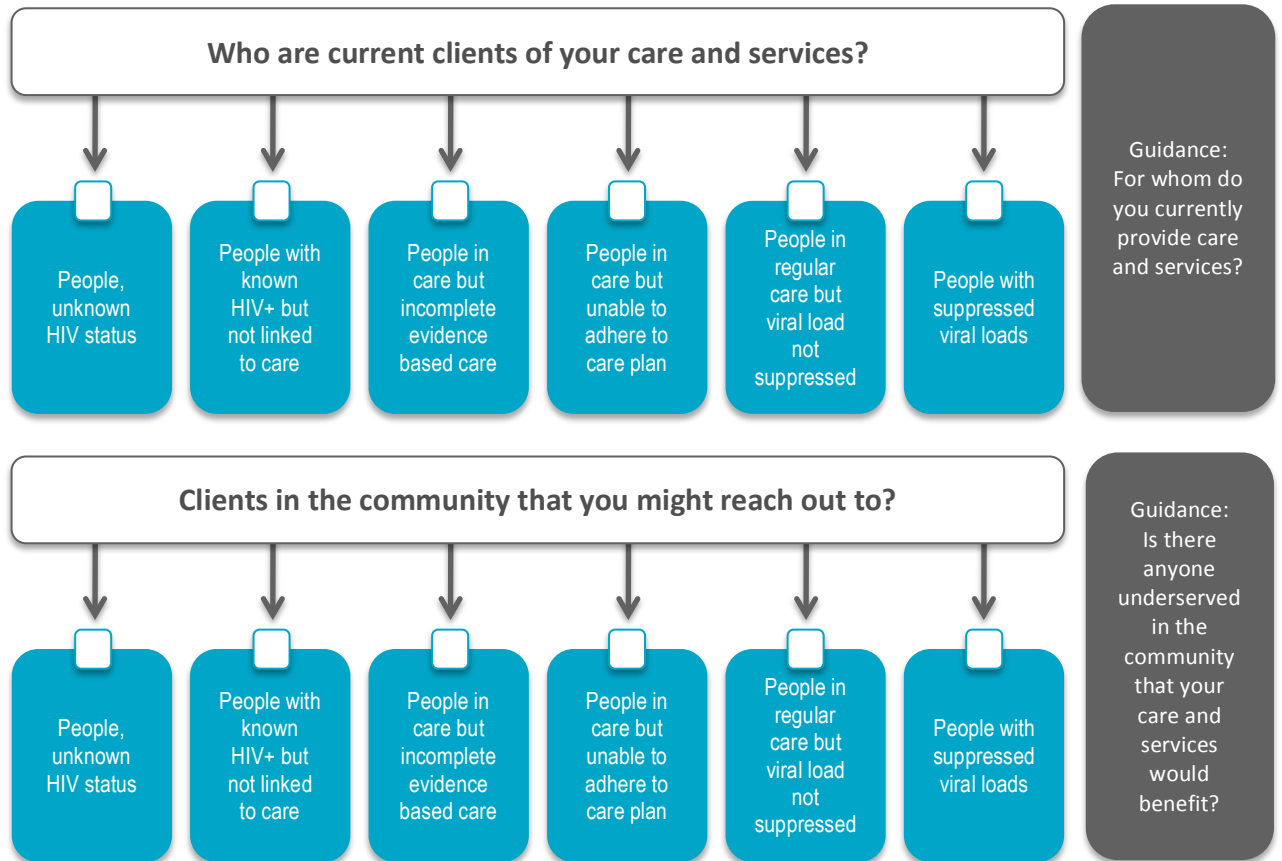 Who are current clients of your care and services?
People,
unknown
HIV status
People with
known
HIV+ but
not linked
to care
People in
care but
incomplete
evidence
based care
People in
care but
unable to
adhere to
care plan
People in
regular
care but
viral load
not
suppressed
People with
suppressed
viral loads
Guidance:
For whom do
you currently
provide care
and services?
Clients in the community that you might reach out to?
People,
unknown
HIV status
People with
known
HIV+ but
not linked
to care
People in
care but
incomplete
evidence
based care
People in
care but
unable to
adhere to
care plan
People in
regular
care but
viral load
not
suppressed
People with
suppressed
viral loads
Guidance:
Is there
anyone
underserved
in the
community
that your
care and
services
would
benefit?